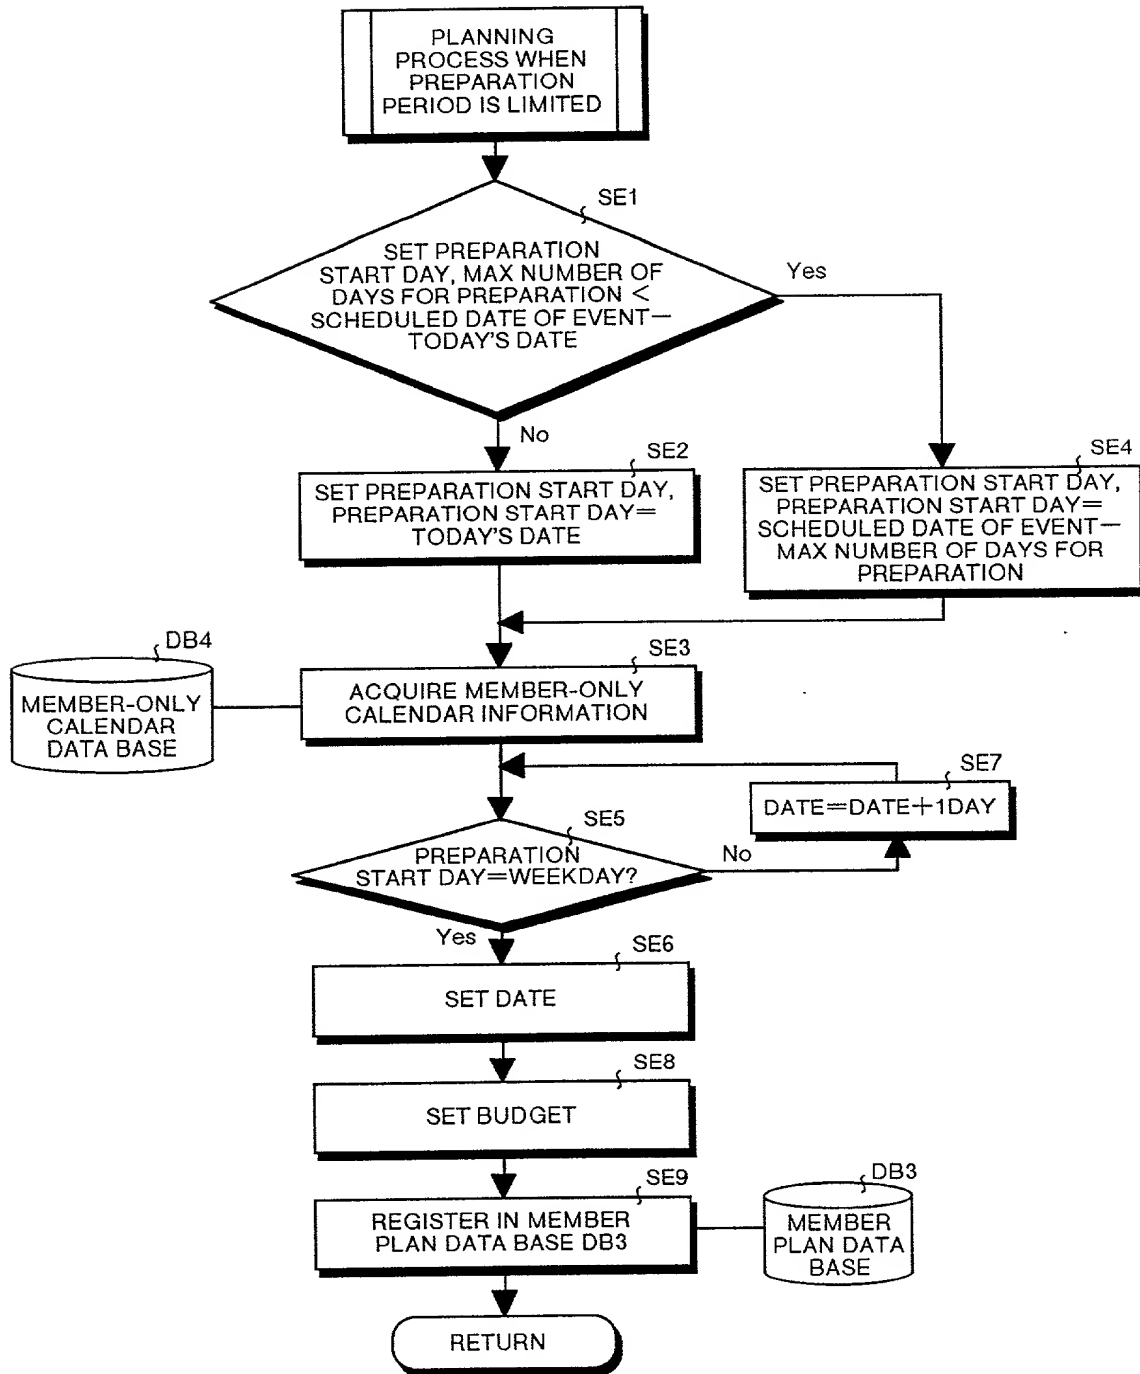 PLANNING
PROCESS WHEN
PREPARATION
PERIOD IS LIMITED
SE1
SET PREPARATION
START DAY, MAX NUMBER OF
DAYS FOR PREPARATION <
SCHEDULED DATE OF EVENT—
TODAY'S DATE
Yes
No
SE2
SET PREPARATION START DAY,
PREPARATION START DAY=
TODAY'S DATE
SE4
SET PREPARATION START DAY,
PREPARATION START DAY=
SCHEDULED DATE OF EVENT—
MAX NUMBER OF DAYS FOR
PREPARATION
DB4
MEMBER-ONLY
CALENDAR
DATA BASE
SE3
ACQUIRE MEMBER-ONLY
CALENDAR INFORMATION
SE7
DATE=DATE+1DAY
SE5
PREPARATION
START DAY=WEEKDAY?
No
Yes
SE6
SET DATE
SE8
SET BUDGET
SE9
REGISTER IN MEMBER
PLAN DATA BASE DB3
DB3
MEMBER
PLAN DATA
BASE
RETURN